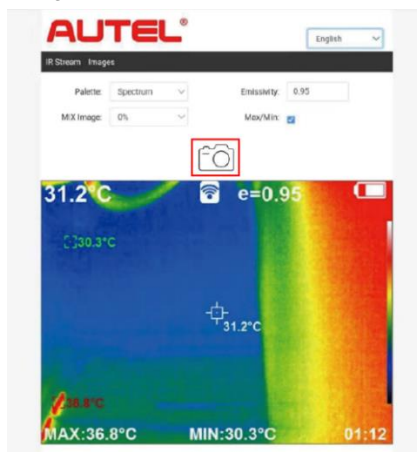 AUTEL®
English
IR Stream Images
Palette: Spectrum
Emissivity: 0.95
MIX Image: 0%
Max/Min:
31.2°C e=0.95
30.3°C
31.2°C
36.8°C
MAX:36.8°C MIN:30.3°C 01:12